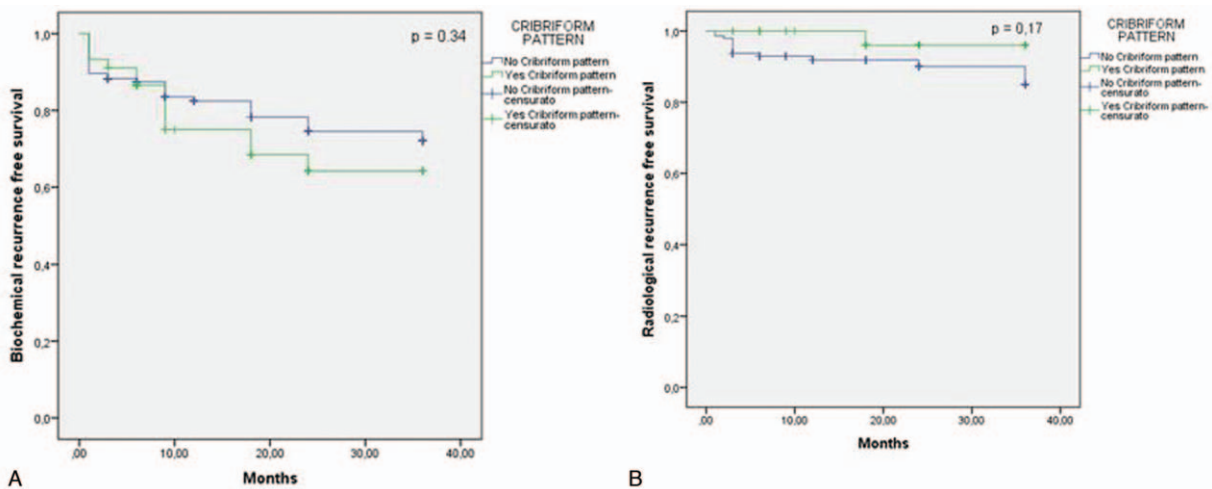 CRIBRIFORM
PATTERN
p = 0.34
No Cribriform pattern
Yes Cribriform pattern
No Cribriform pattern-
censurato
Yes Cribriform pattern-
censurato
Biochemical recurrence free survival
1,0
0,8
0,6
0,4
0,2
0,0
,00
10,00
20,00
30,00
40,00
Months
A
CRIBRIFORM
PATTERN
p = 0,17
No Cribriform pattern
Yes Cribriform pattern
No Cribriform pattern-
censurato
Yes Cribriform pattern-
censurato
Radiological recurrence free survival
1,0
0,8
0,6
0,4
0,2
0,0
,00
10,00
20,00
30,00
40,00
Months
B